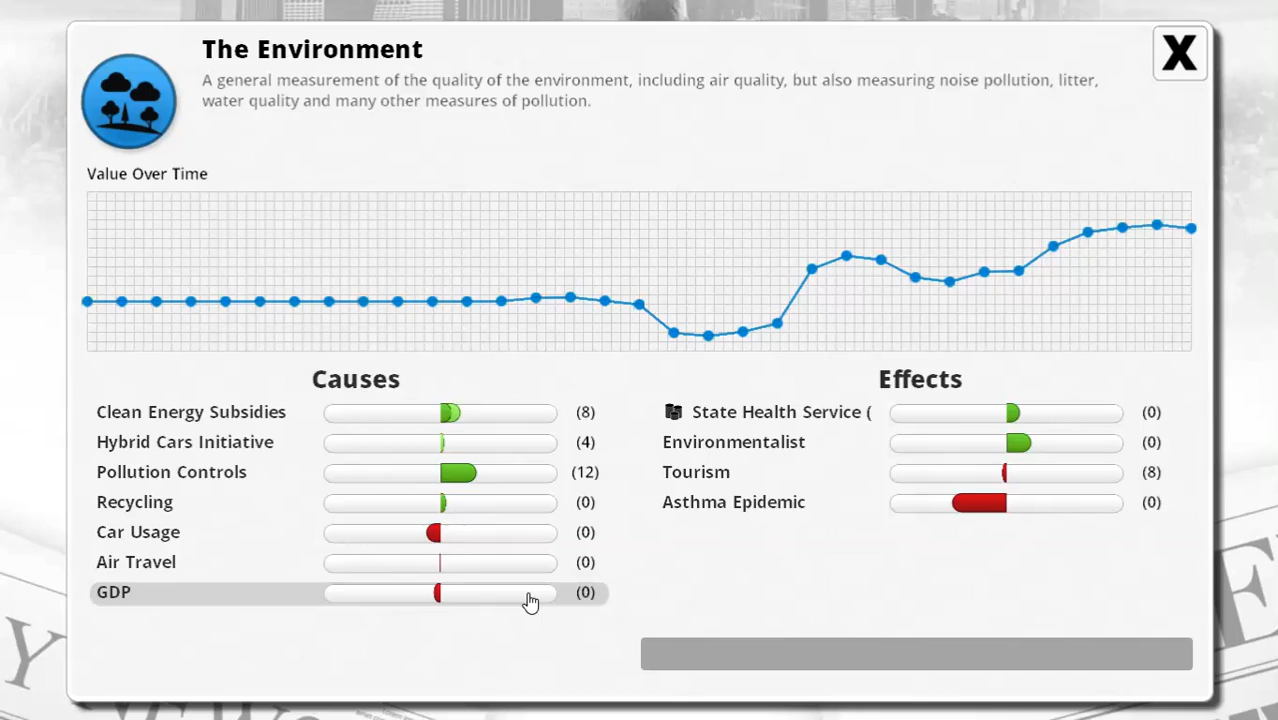 The Environment
X
A general measurement of the quality of the environment, including air quality, but also measuring noise pollution, litter,
water quality and many other measures of pollution.
Value Over Time
Causes
Clean Energy Subsidies (8)
Hybrid Cars Initiative (4)
Pollution Controls (12)
Recycling (0)
Car Usage (0)
Air Travel (0)
GDP (0)
Effects
State Health Service ( (0)
Environmentalist (0)
Tourism (8)
Asthma Epidemic (0)